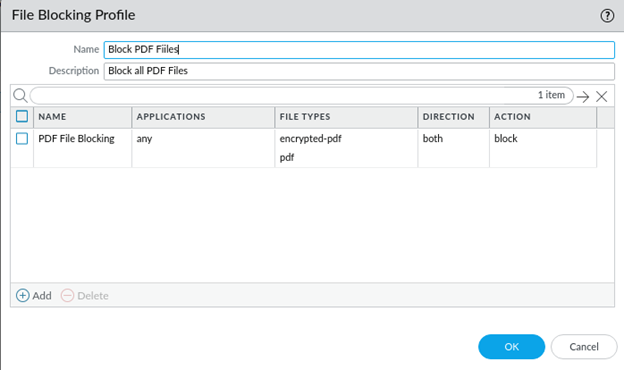 File Blocking Profile
Name Block PDF Fiiles
Description Block all PDF Files
1 item
NAME APPLICATIONS FILE TYPES DIRECTION ACTION
PDF File Blocking any encrypted-pdf both block
pdf
Add Delete
OK Cancel